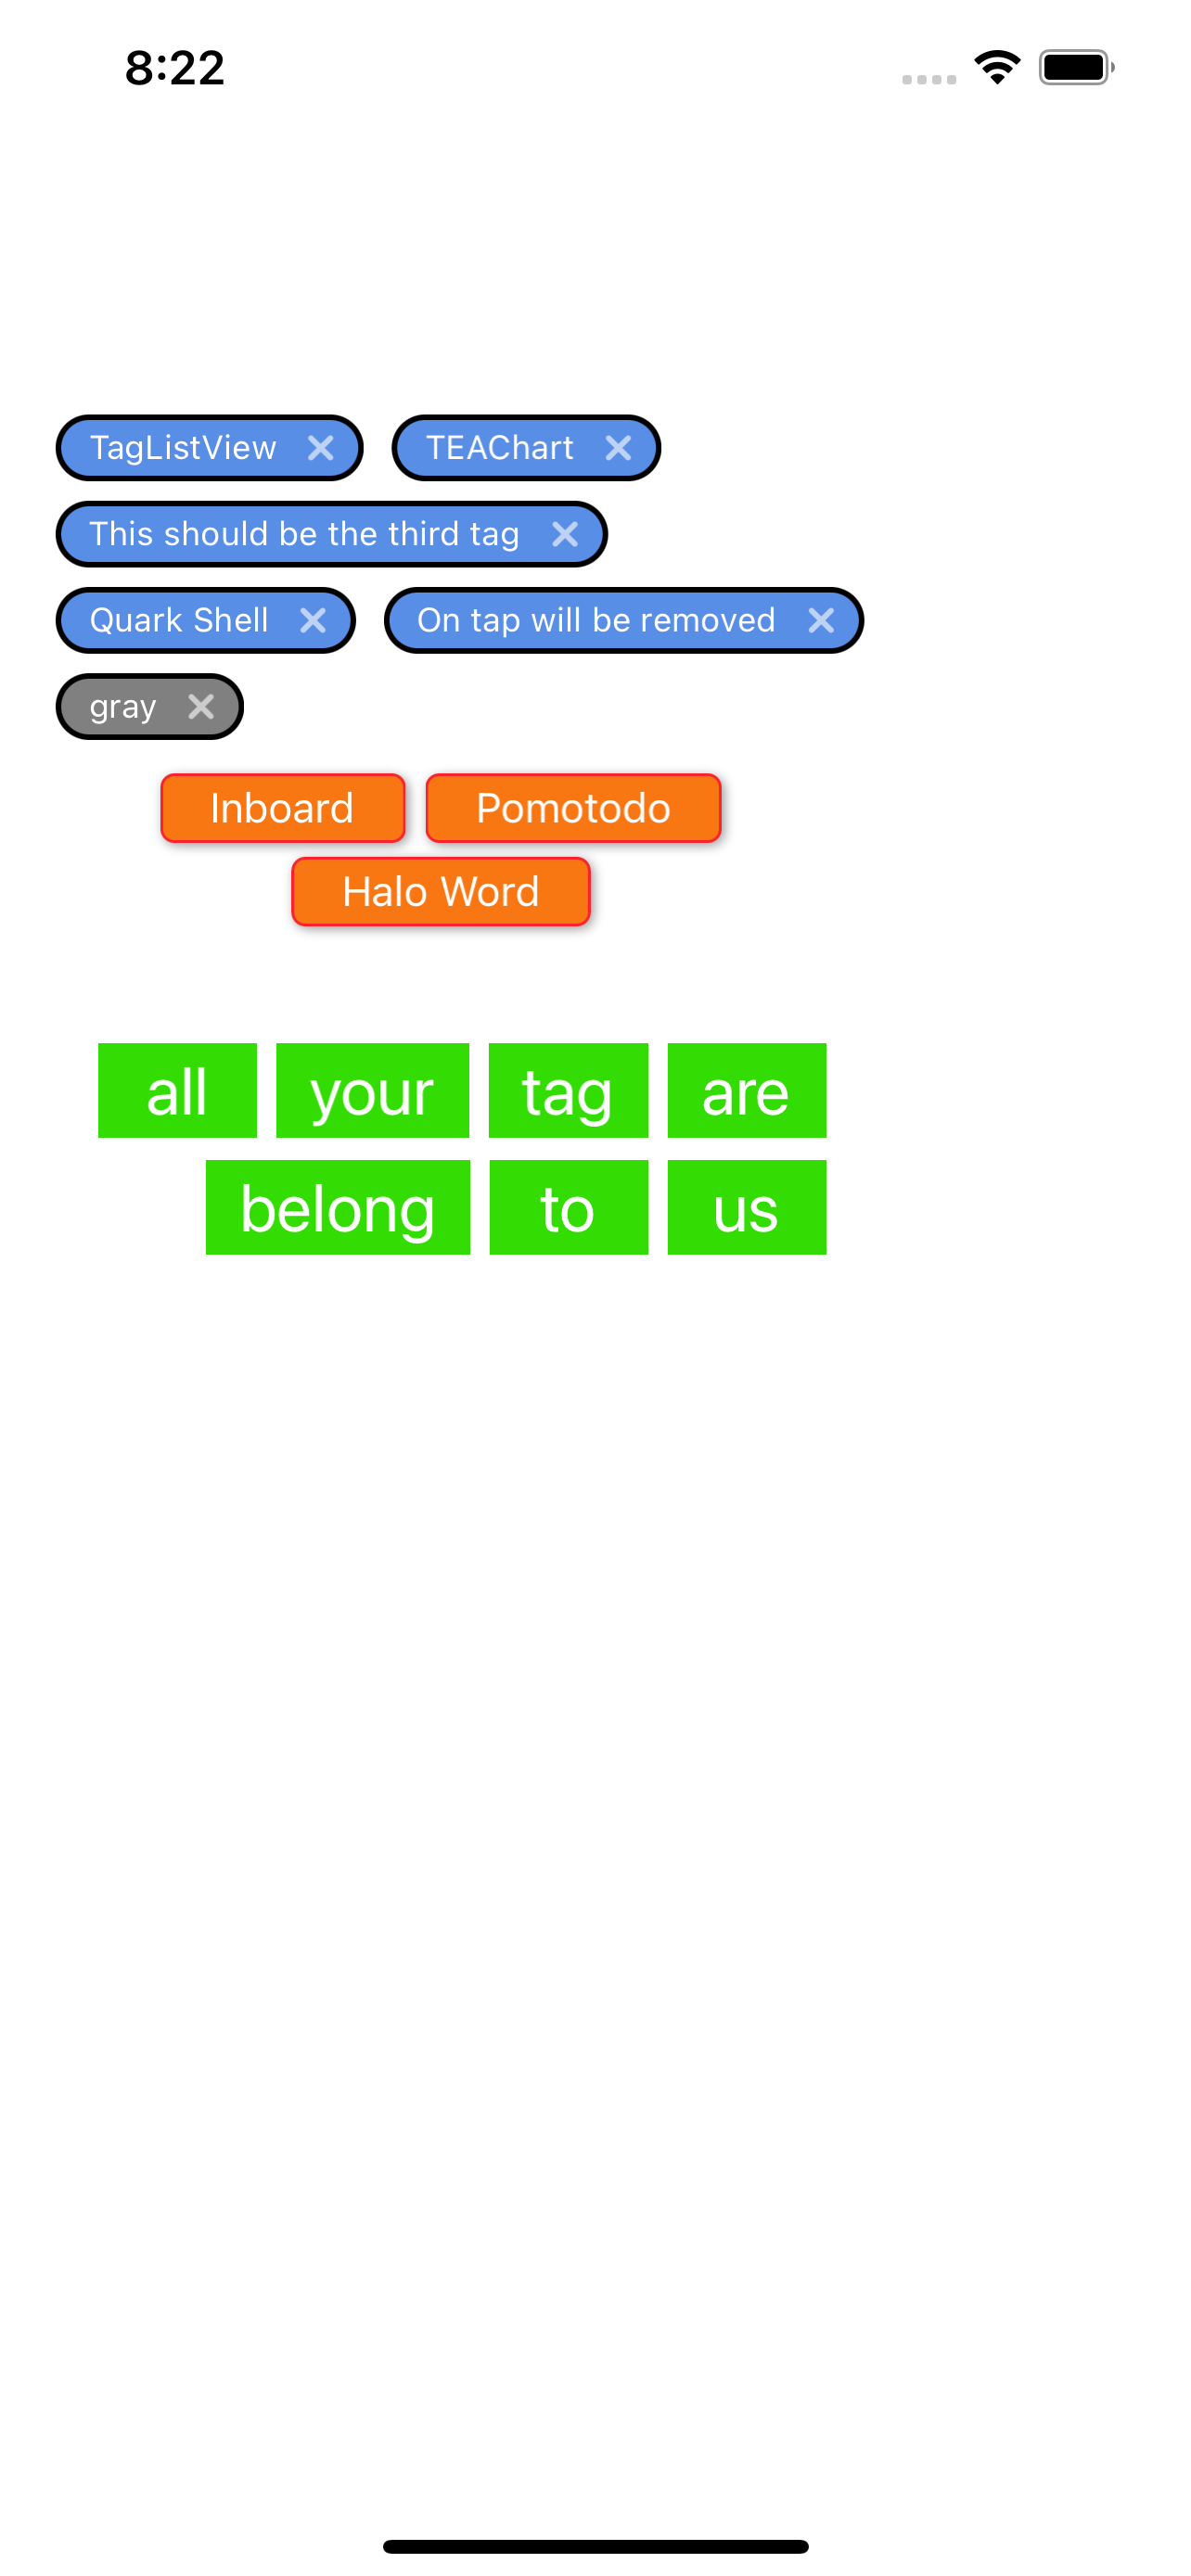 8:22
TagListView TEAChart
This should be the third tag
Quark Shell On tap will be removed
gray
Inboard Pomotodo
Halo Word
all your tag are
belong to us